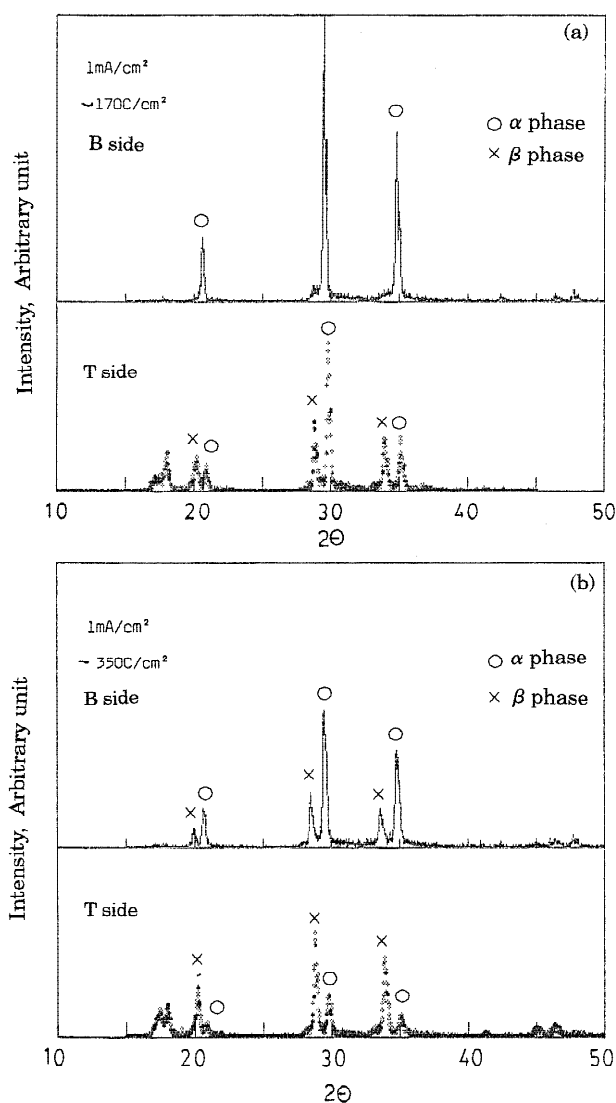 (a)
1mA/cm²
~170C/cm²
B side
○ α phase
× β phase
Intensity, Arbitrary unit
T side
10 20 30 40 50
2Θ
(b)
1mA/cm²
~ 350C/cm²
B side
○ α phase
× β phase
Intensity, Arbitrary unit
T side
10 20 30 40 50
2Θ